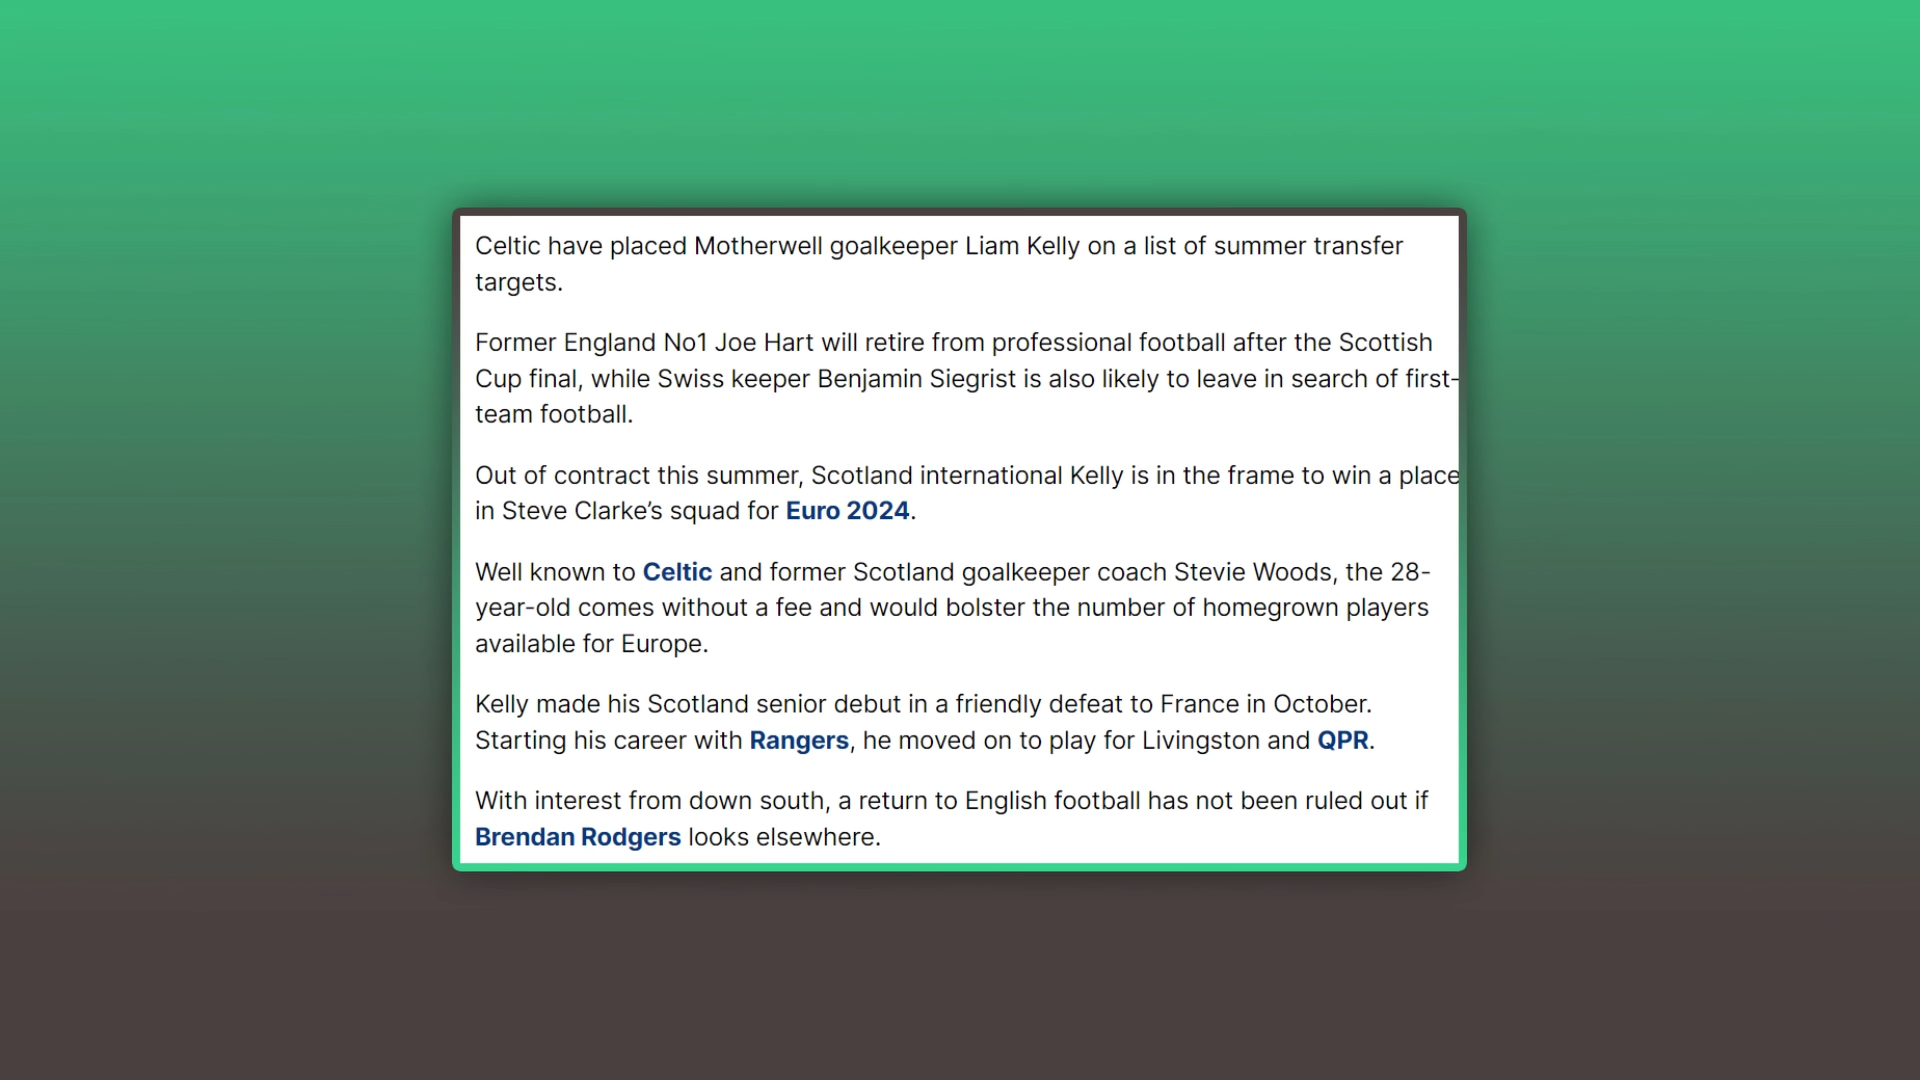 Celtic have placed Motherwell goalkeeper Liam Kelly on a list of summer transfer
targets.
Former England No1 Joe Hart will retire from professional football after the Scottish
Cup final, while Swiss keeper Benjamin Siegrist is also likely to leave in search of first-
team football.
Out of contract this summer, Scotland international Kelly is in the frame to win a place
in Steve Clarke’s squad for Euro 2024.
Well known to Celtic and former Scotland goalkeeper coach Stevie Woods, the 28-
year-old comes without a fee and would bolster the number of homegrown players
available for Europe.
Kelly made his Scotland senior debut in a friendly defeat to France in October.
Starting his career with Rangers, he moved on to play for Livingston and QPR.
With interest from down south, a return to English football has not been ruled out if
Brendan Rodgers looks elsewhere.